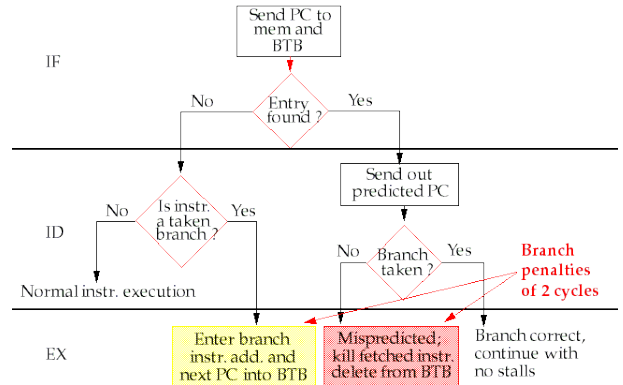 Send PC to
mem and
BTB
IF
No
Entry
found ?
Yes
Send out
predicted PC
ID
No
Is instr.
a taken
branch ?
Yes
No
Branch
taken ?
Yes
Branch
penalties
of 2 cycles
Normal instr. execution
EX
Enter branch
instr. add. and
next PC into BTB
Mispredicted;
kill fetched instr.
delete from BTB
Branch correct,
continue with
no stalls